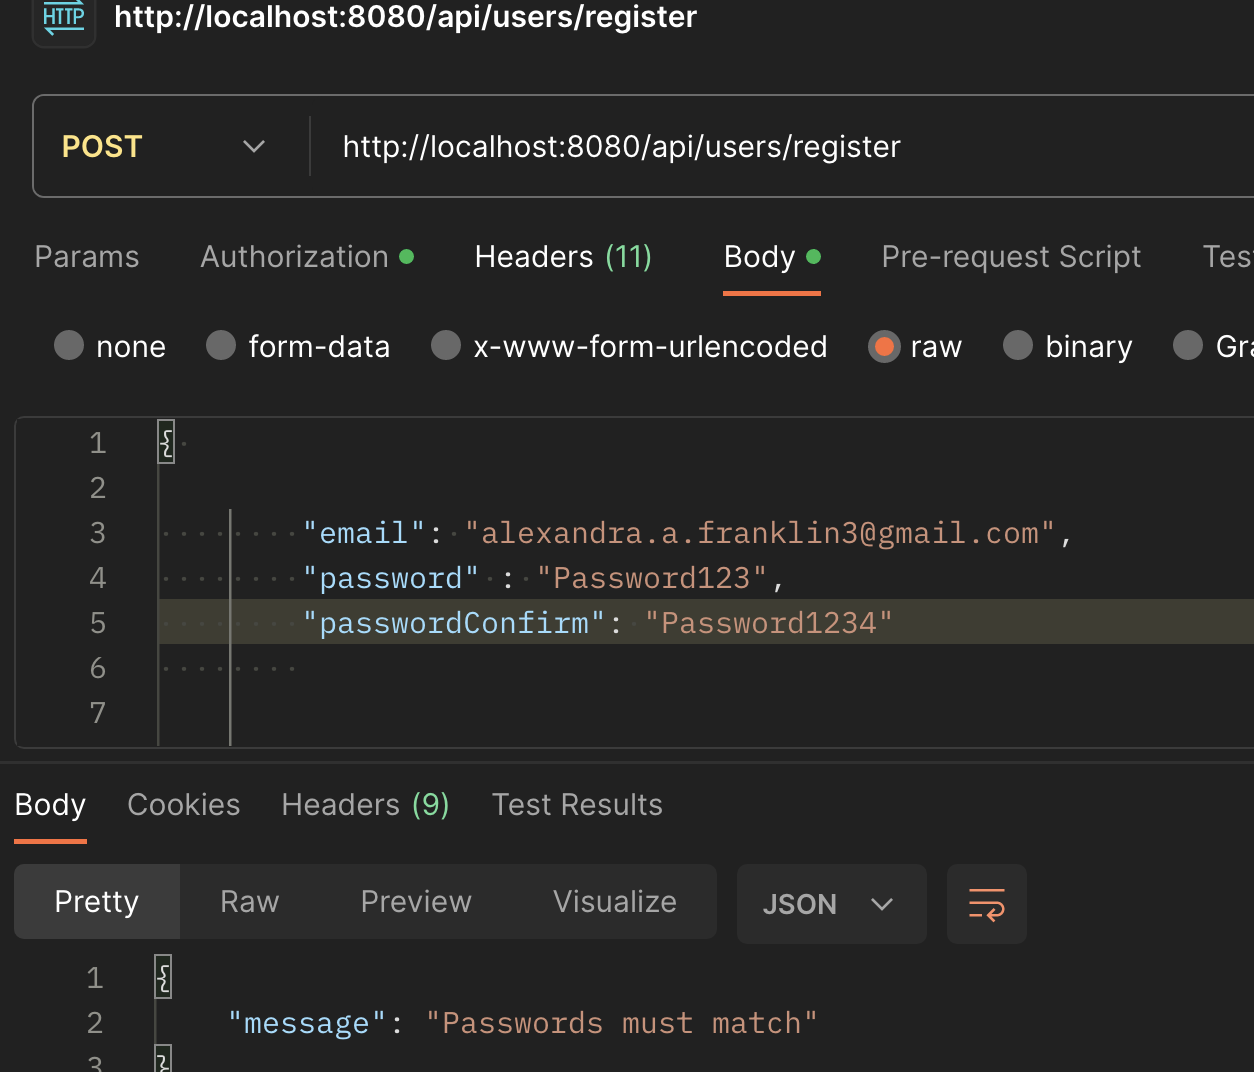 HTTP http://localhost:8080/api/users/register
POST http://localhost:8080/api/users/register
Params Authorization Headers (11) Body Pre-request Script
none form-data x-www-form-urlencoded raw binary
1 {
2
3 "email": "alexandra.a.franklin3@gmail.com",
4 "password" : "Password123",
5 "passwordConfirm": "Password1234"
6
7
Body Cookies Headers (9) Test Results
Pretty Raw Preview Visualize JSON
1 {
2 "message": "Passwords must match"
3 }